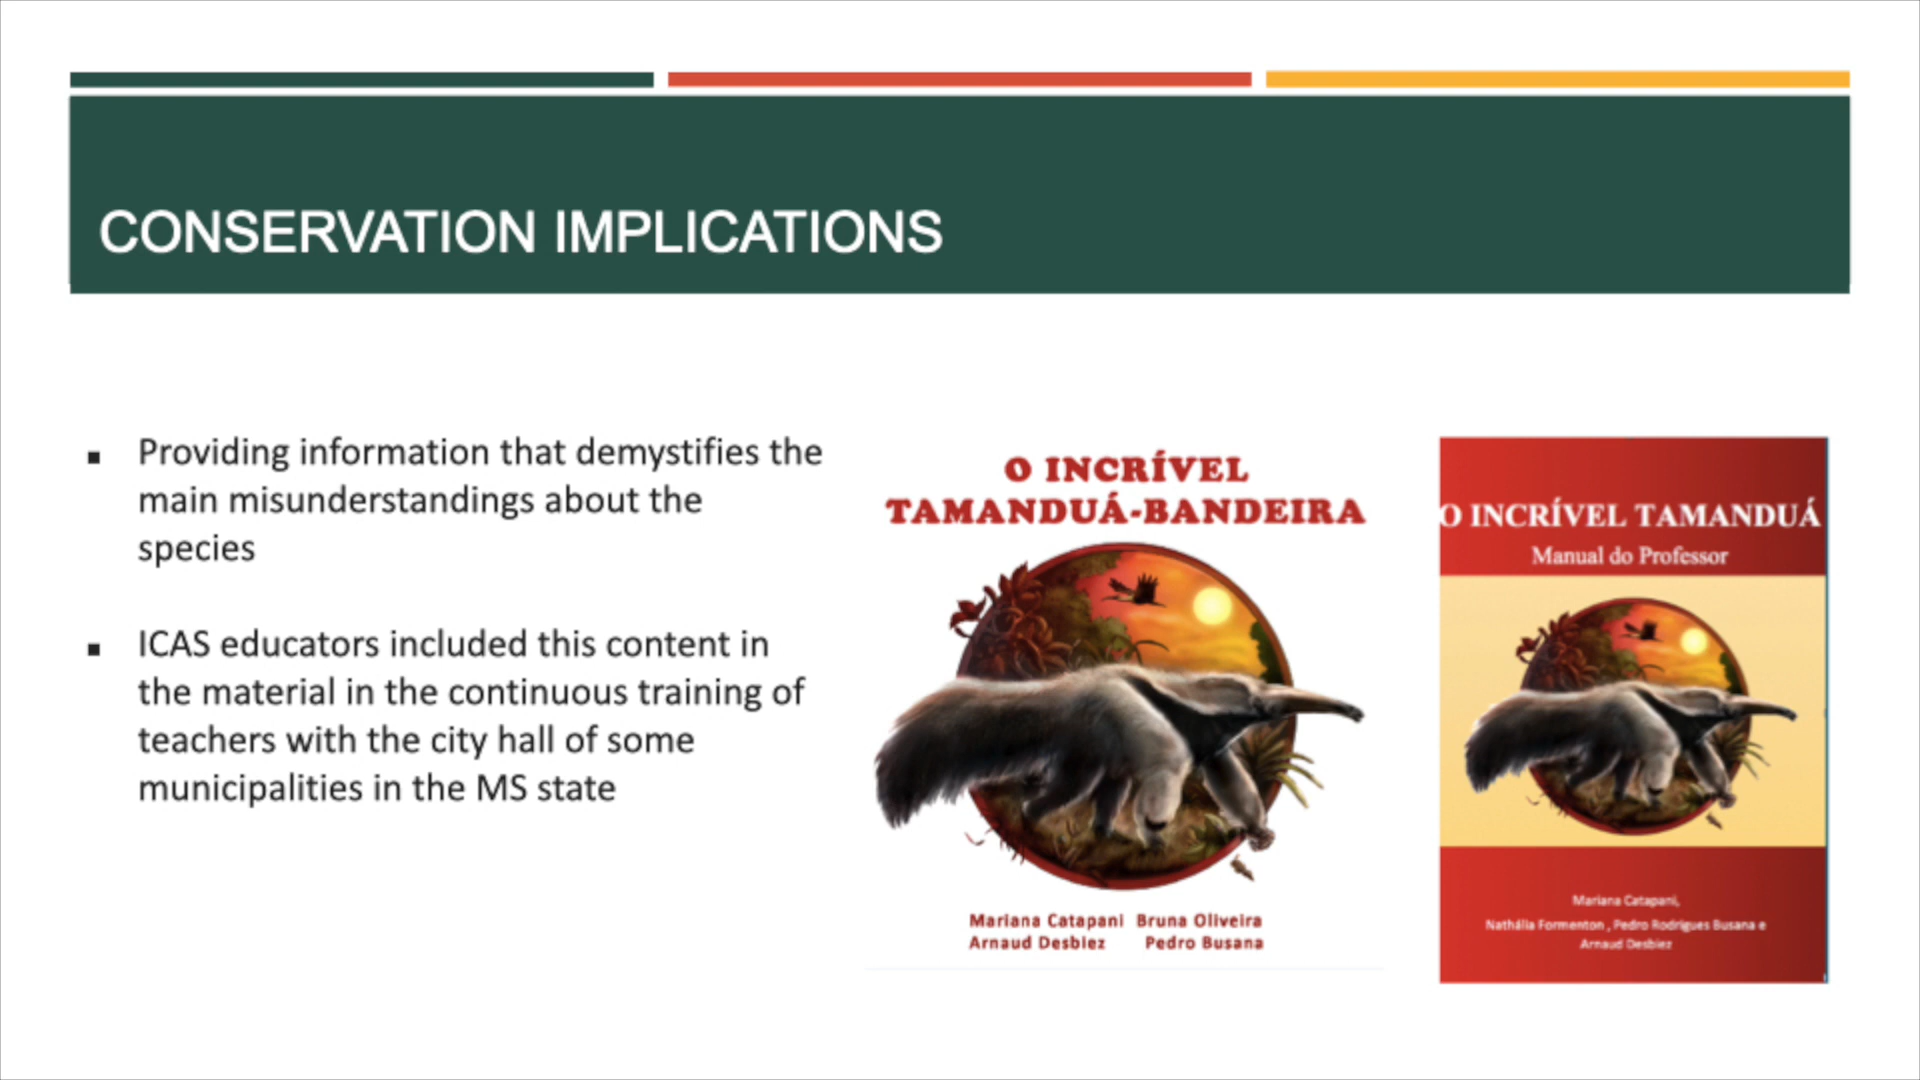 CONSERVATION IMPLICATIONS
Providing information that demystifies the
main misunderstandings about the
species
ICAS educators included this content in
the material in the continuous training of
teachers with the city hall of some
municipalities in the MS state
O INCRÍVEL
TAMANDUÁ-BANDEIRA
Mariana Catapani Bruna Oliveira
Arnaud Desbiez Pedro Busana
O INCRÍVEL TAMANDUÁ
Manual do Professor
Mariana Catapani,
Nathália Formenton , Pedro Rodrigues Busana e
Arnaud Desbiez